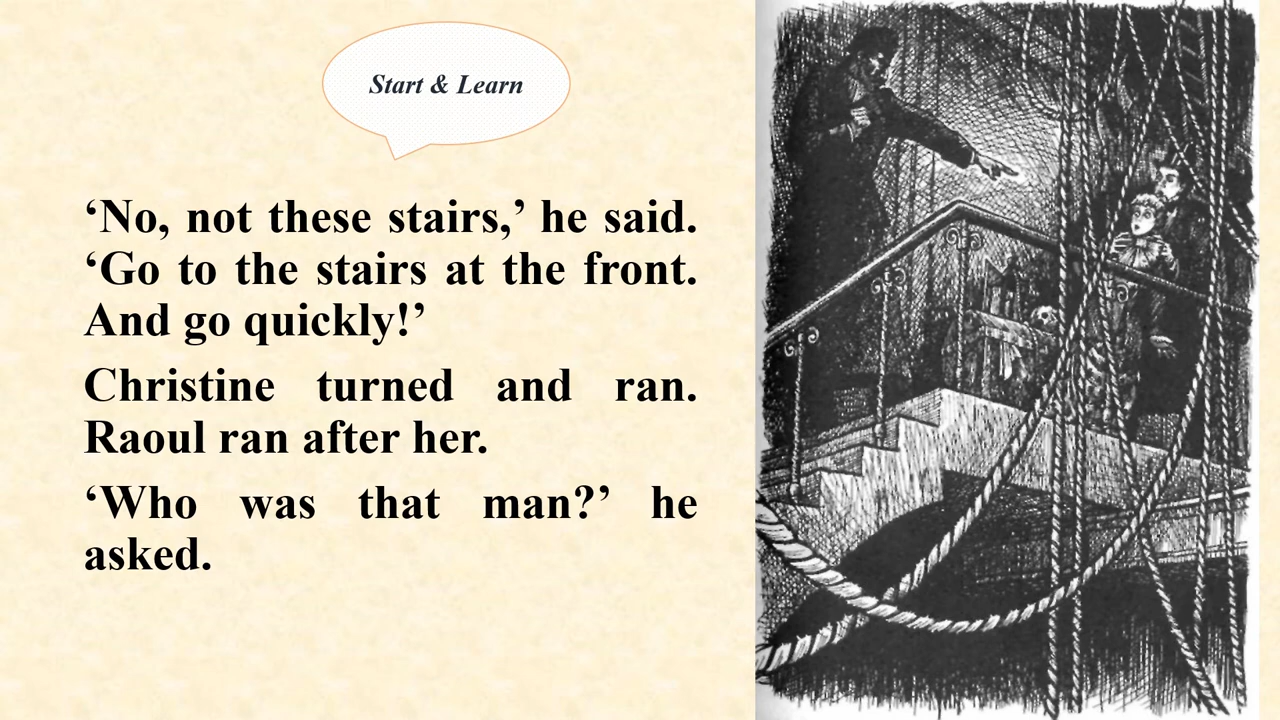 Start & Learn
‘No, not these stairs,’ he said.
‘Go to the stairs at the front.
And go quickly!’
Christine turned and ran.
Raoul ran after her.
‘Who was that man?’ he
asked.